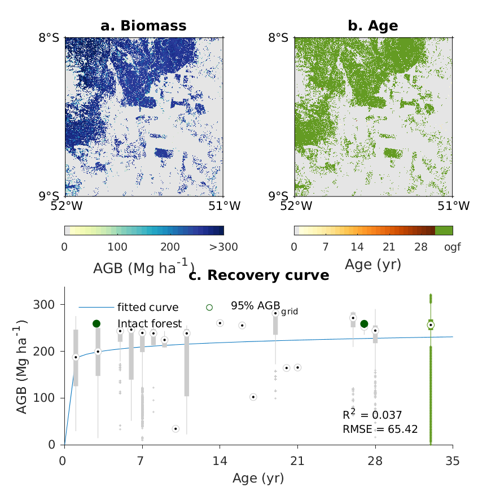 a. Biomass
b. Age
8°S
8°S
9°S
9°S
52°W
51°W
52°W
51°W
0
100
200
>300
0
7
14
21
28
ogf
AGB (Mg ha-1)
Age (yr)
c. Recovery curve
fitted curve
95% AGBgrid
Intact forest
300
200
100
0
AGB (Mg ha-1)
R2 = 0.037
RMSE = 65.42
0
7
14
21
28
35
Age (yr)